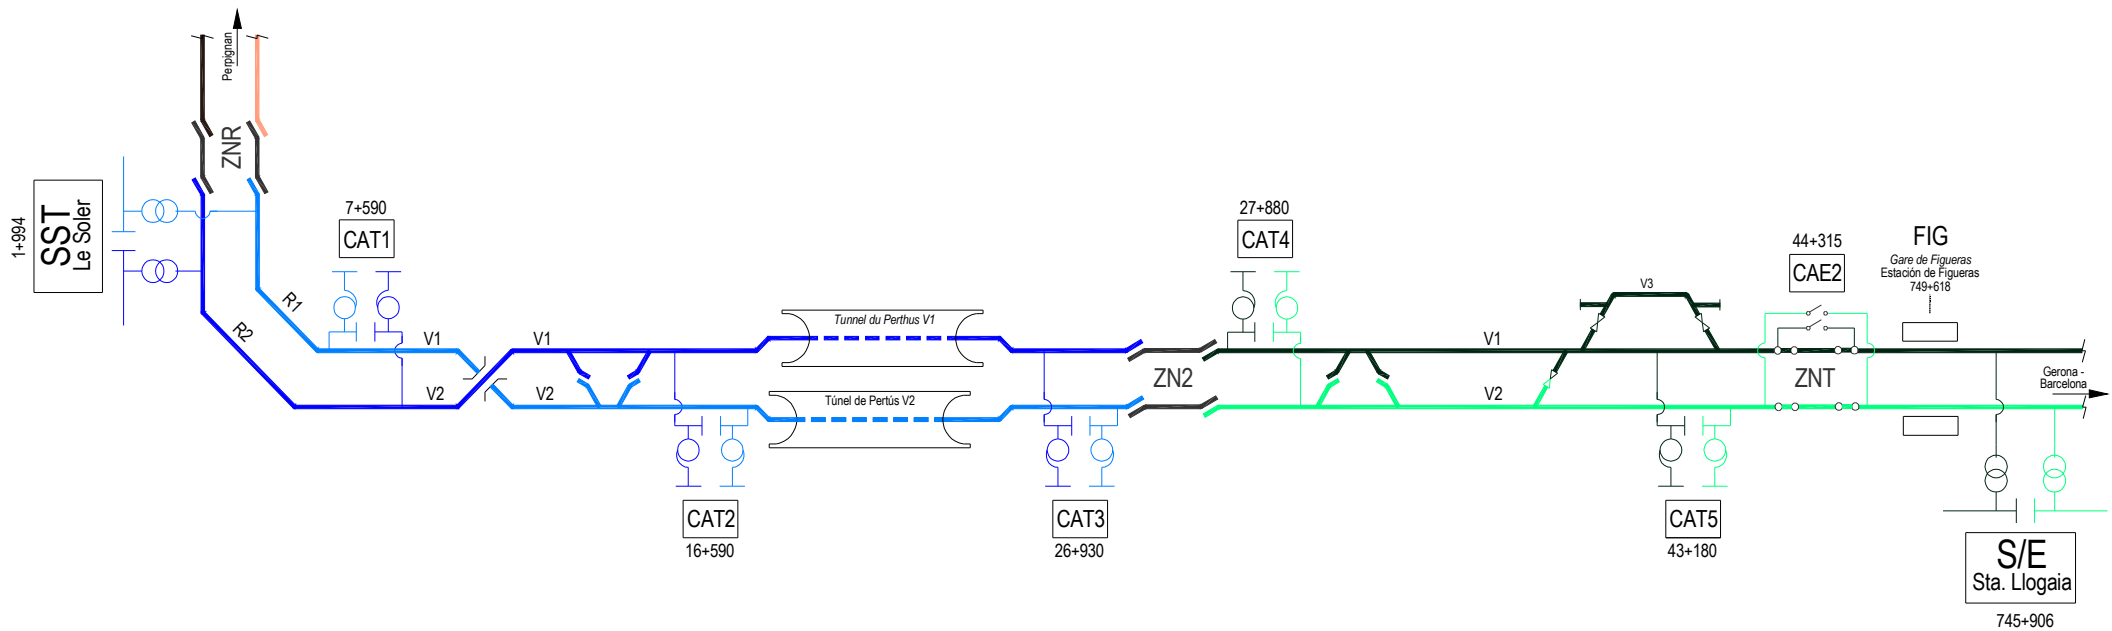 Perpignan
ZNR
1+994
SST
Le Soler
R1
R2
7+590
CAT1
V1
V2
V1
V2
Tunnel du Perthus V1
Túnel de Pertús V2
CAT2
16+590
CAT3
26+930
ZN2
27+880
CAT4
V1
V2
V3
44+315
CAE2
ZNT
CAT5
43+180
FIG
Gare de Figueras
Estación de Figueras
749+618
Gerona -
Barcelona
S/E
Sta. Llogaia
745+906